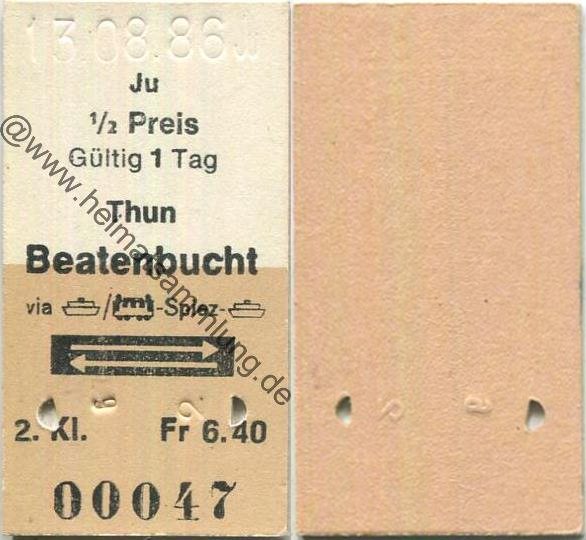 13.08.86
Ju
½ Preis
Gültig 1 Tag
Thun
Beatenbucht
via / -Spiez-
2. Kl. Fr 6.40
00047
@www.heimatsammlung.de